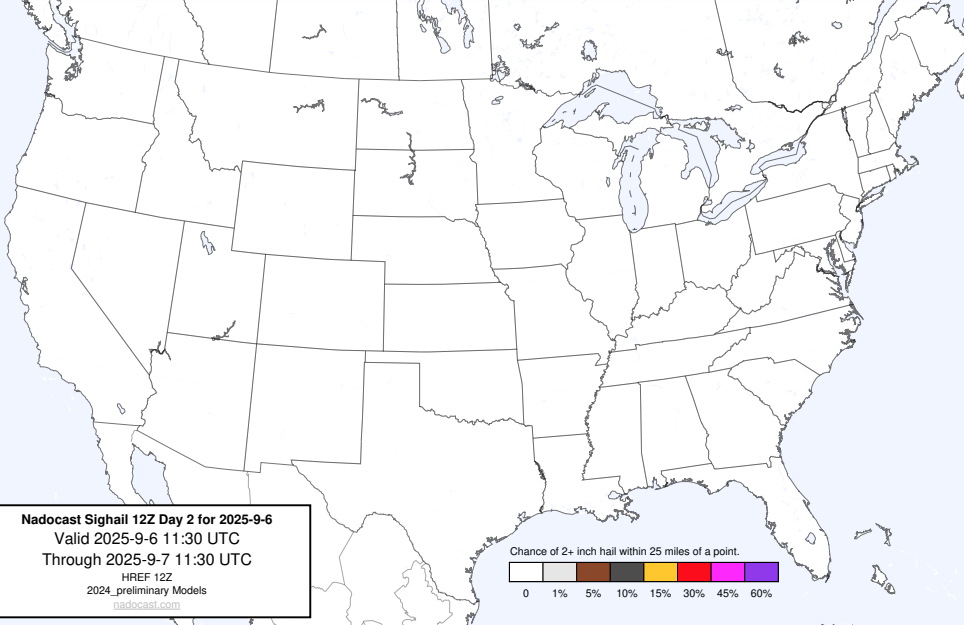 Nadocast Sighail 12Z Day 2 for 2025-9-6
Valid 2025-9-6 11:30 UTC
Through 2025-9-7 11:30 UTC
HREF 12Z
2024_preliminary Models
nadocast.com
Chance of 2+ inch hail within 25 miles of a point.
0 1% 5% 10% 15% 30% 45% 60%